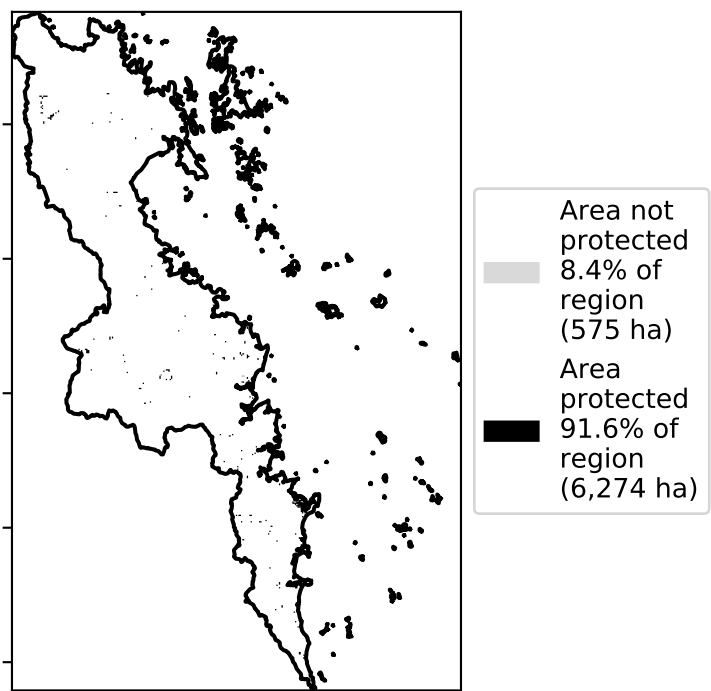 Area not
protected
8.4% of
region
(575 ha)
Area
protected
91.6% of
region
(6,274 ha)